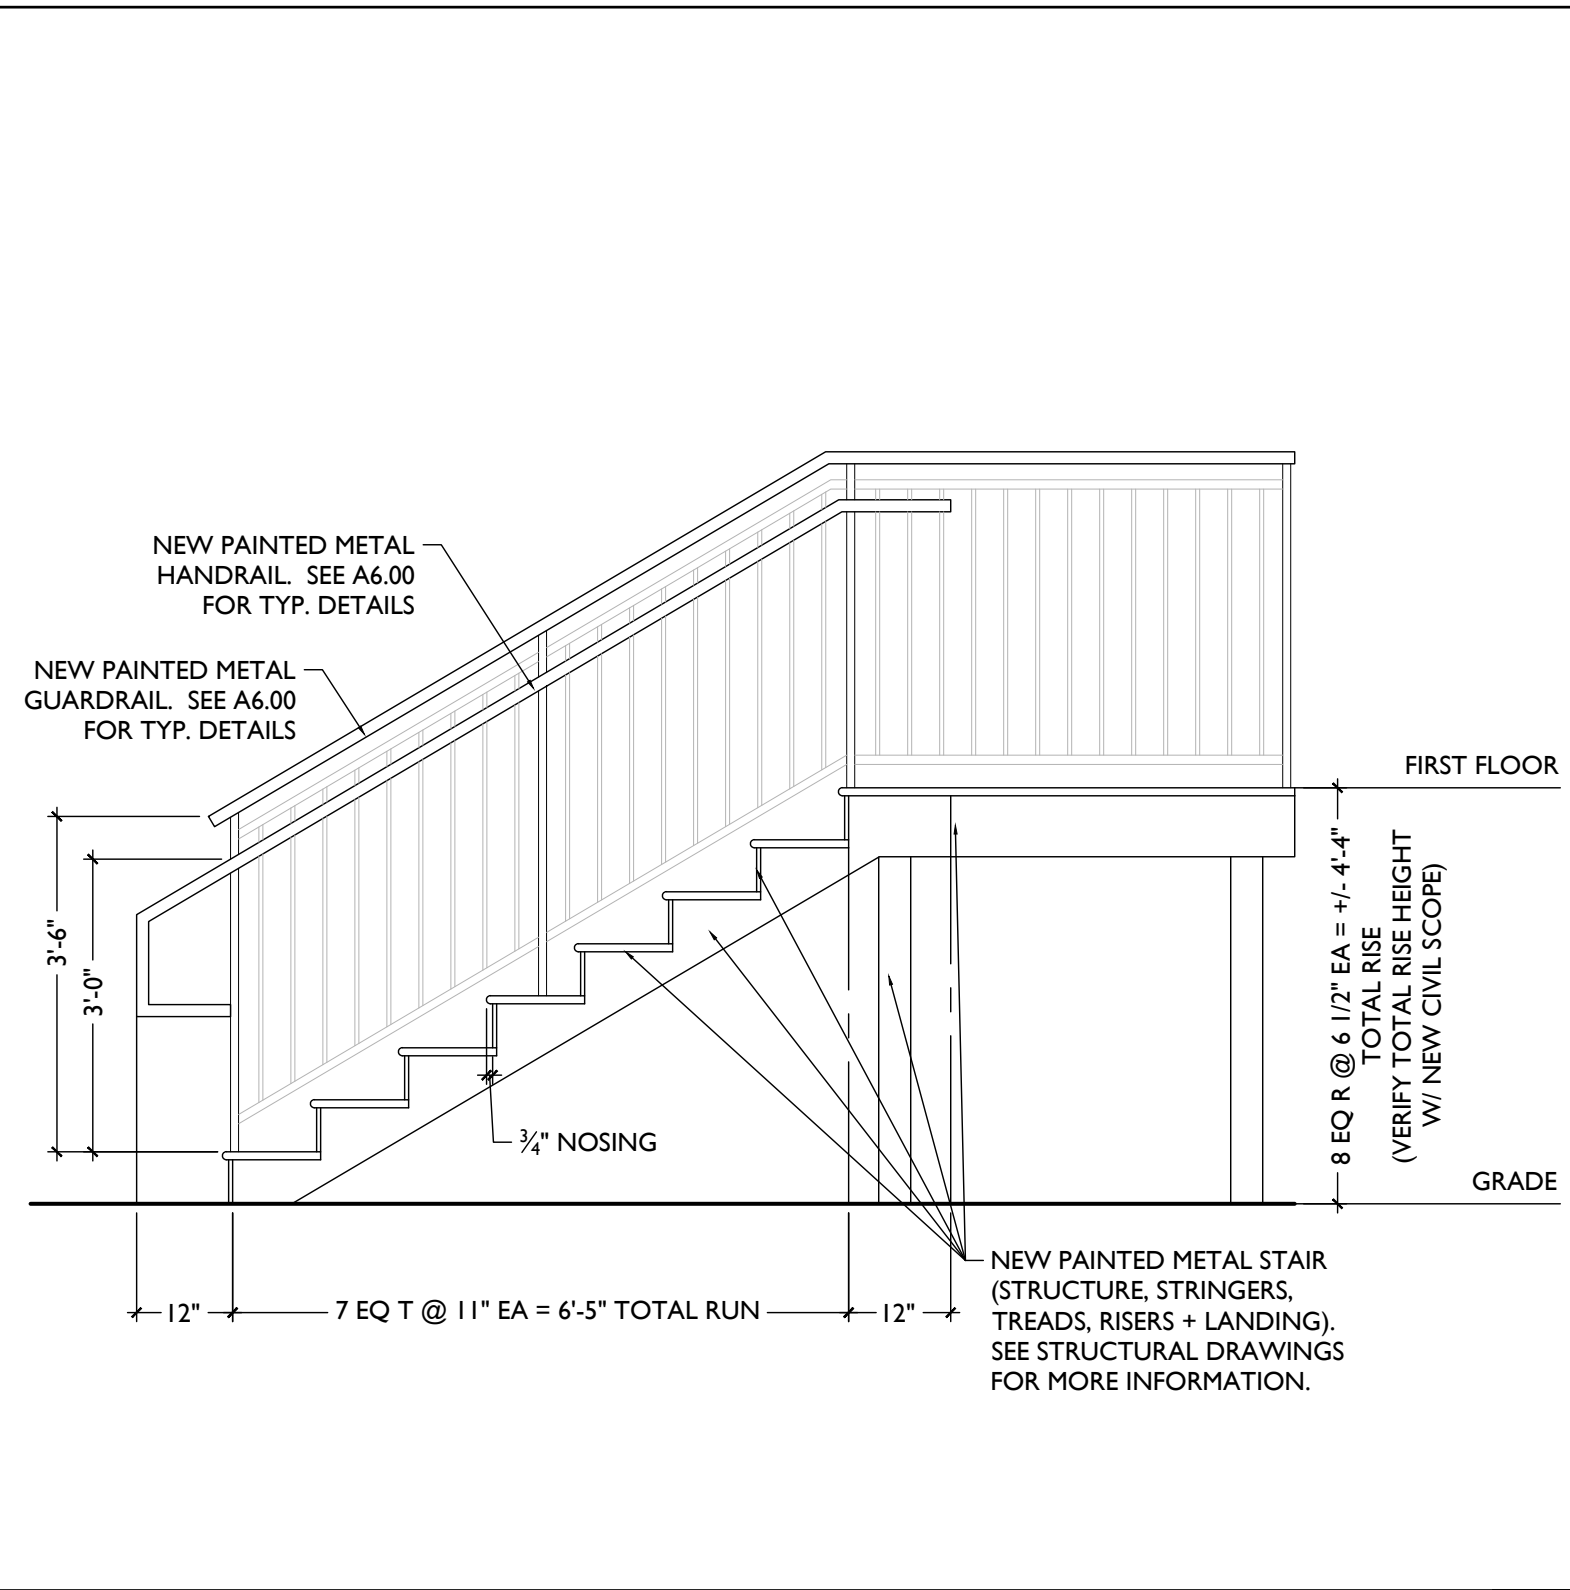 NEW PAINTED METAL
HANDRAIL.  SEE A6.00
FOR TYP. DETAILS
NEW PAINTED METAL
GUARDRAIL.  SEE A6.00
FOR TYP. DETAILS
FIRST FLOOR
3'-6"
3'-0"
8 EQ R @ 6 1/2" EA = +/- 4'-4"
TOTAL RISE
(VERIFY TOTAL RISE HEIGHT
W/ NEW CIVIL SCOPE)
¾" NOSING
GRADE
12"
7 EQ T @ 11" EA = 6'-5" TOTAL RUN
12"
NEW PAINTED METAL STAIR
(STRUCTURE, STRINGERS,
TREADS, RISERS + LANDING).
SEE STRUCTURAL DRAWINGS
FOR MORE INFORMATION.